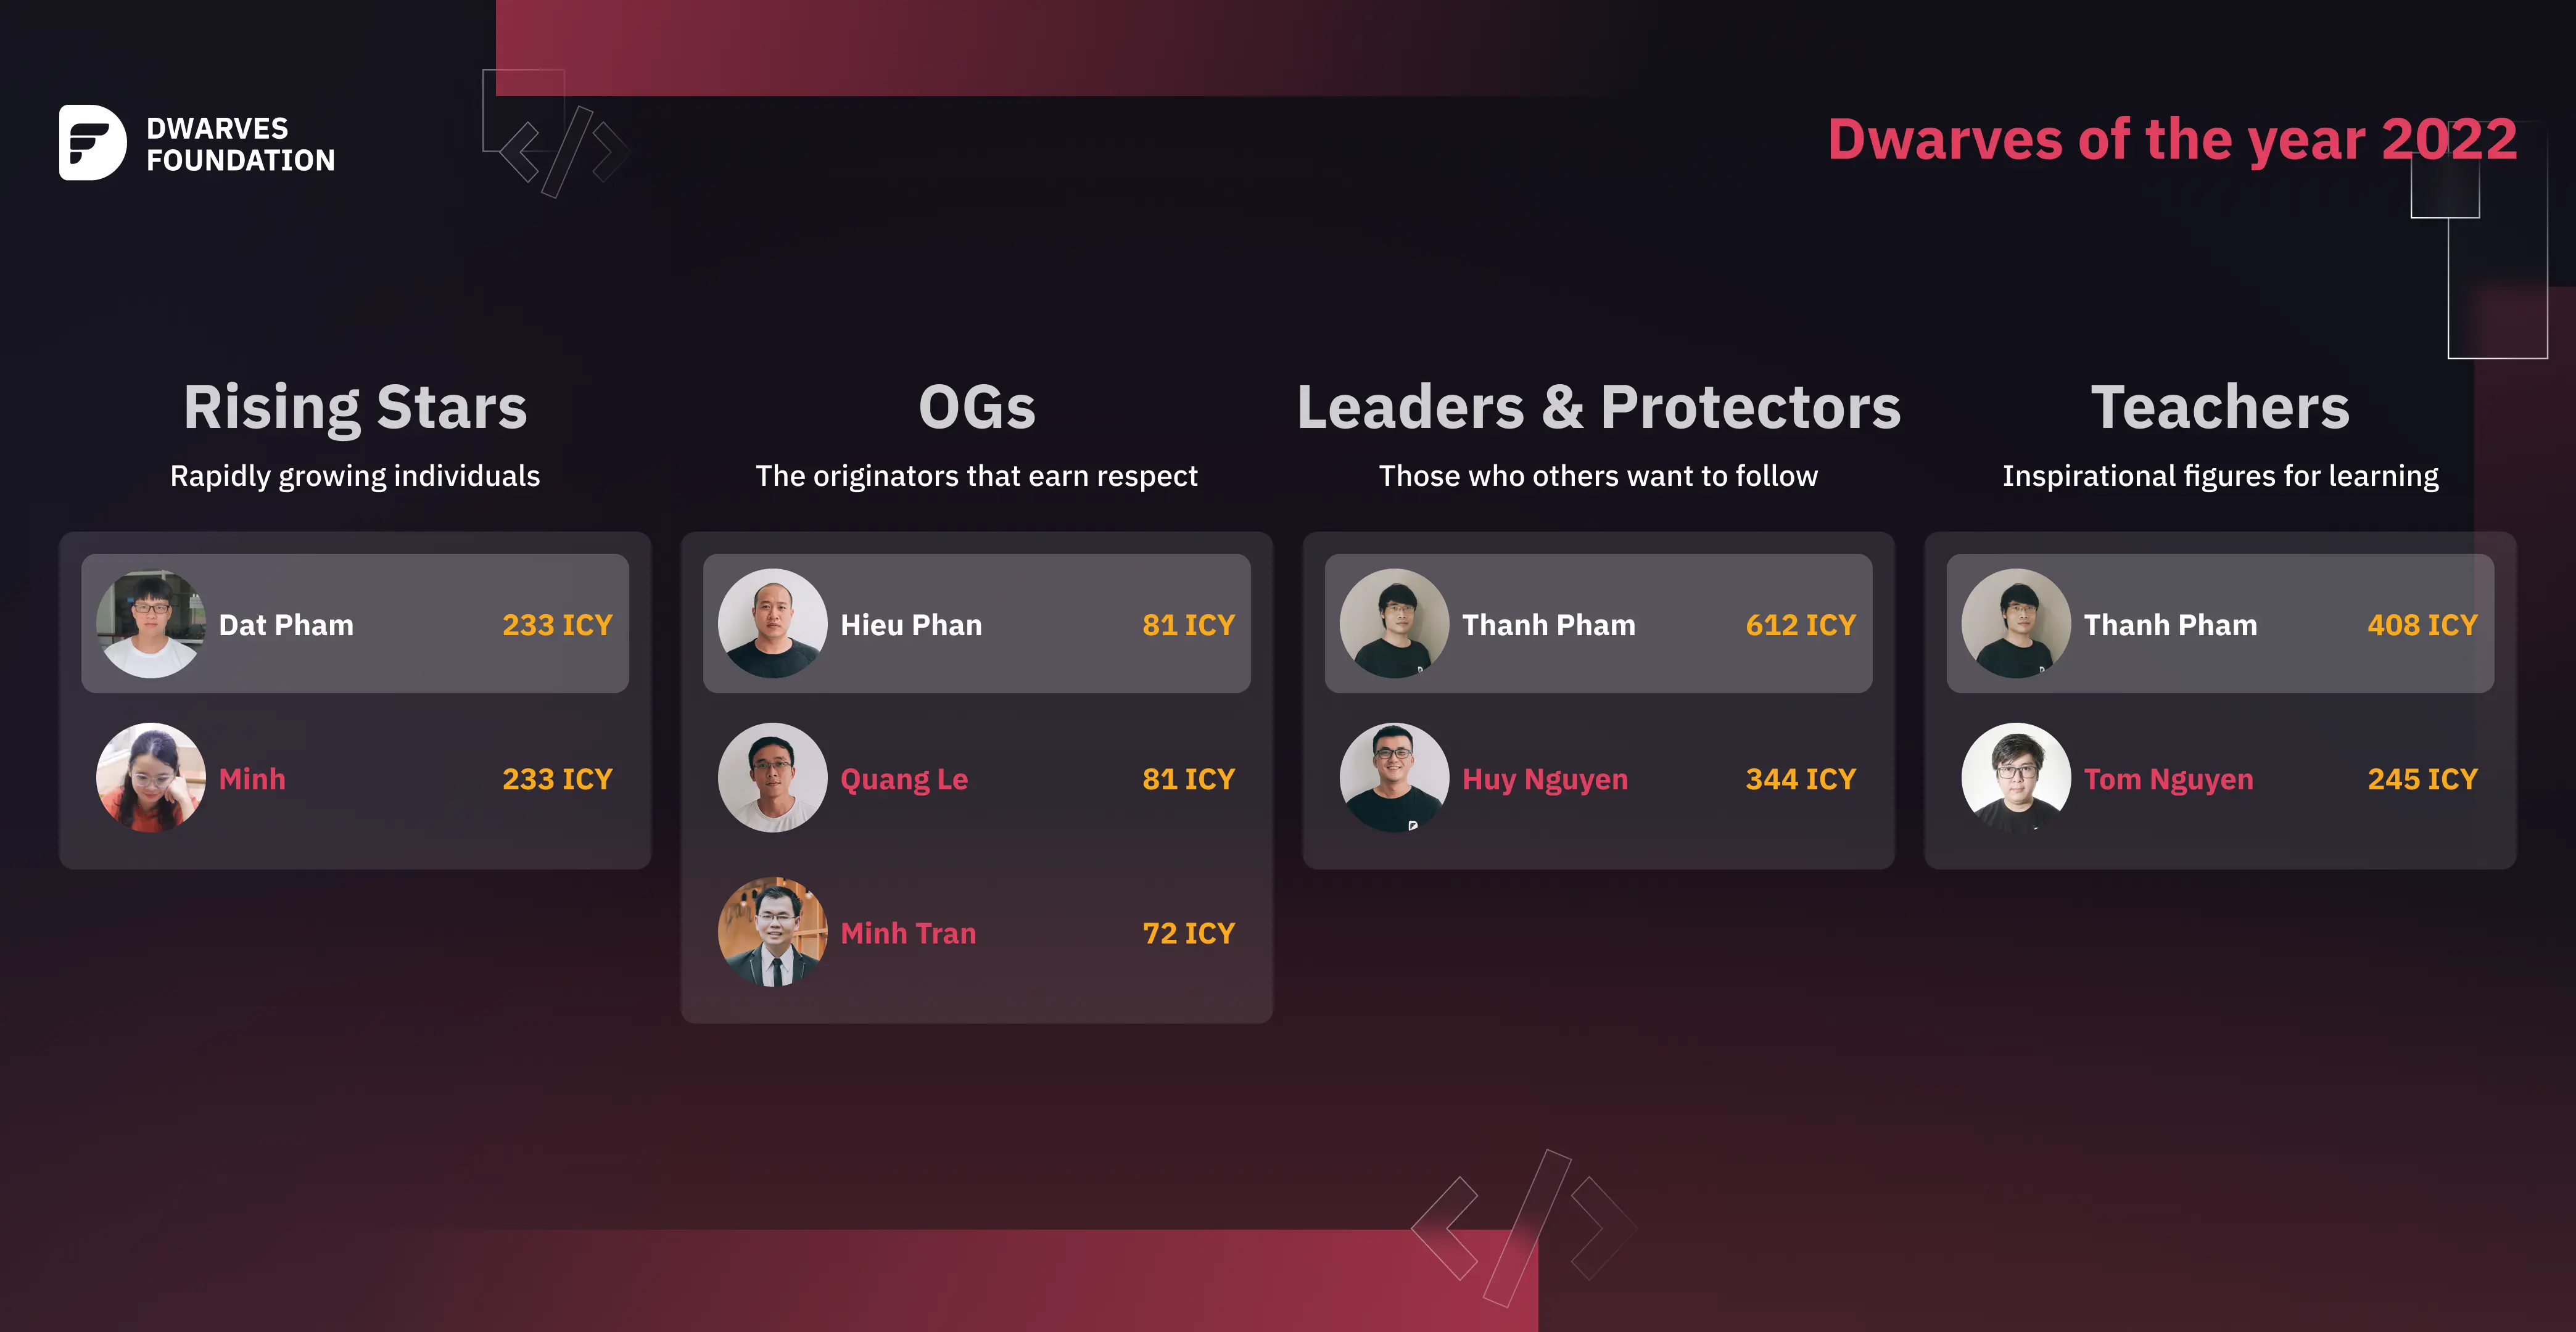 DWARVES
FOUNDATION
Dwarves of the year 2022
Rising Stars
Rapidly growing individuals
Dat Pham 233 ICY
Minh 233 ICY
OGs
The originators that earn respect
Hieu Phan 81 ICY
Quang Le 81 ICY
Minh Tran 72 ICY
Leaders & Protectors
Those who others want to follow
Thanh Pham 612 ICY
Huy Nguyen 344 ICY
Teachers
Inspirational figures for learning
Thanh Pham 408 ICY
Tom Nguyen 245 ICY